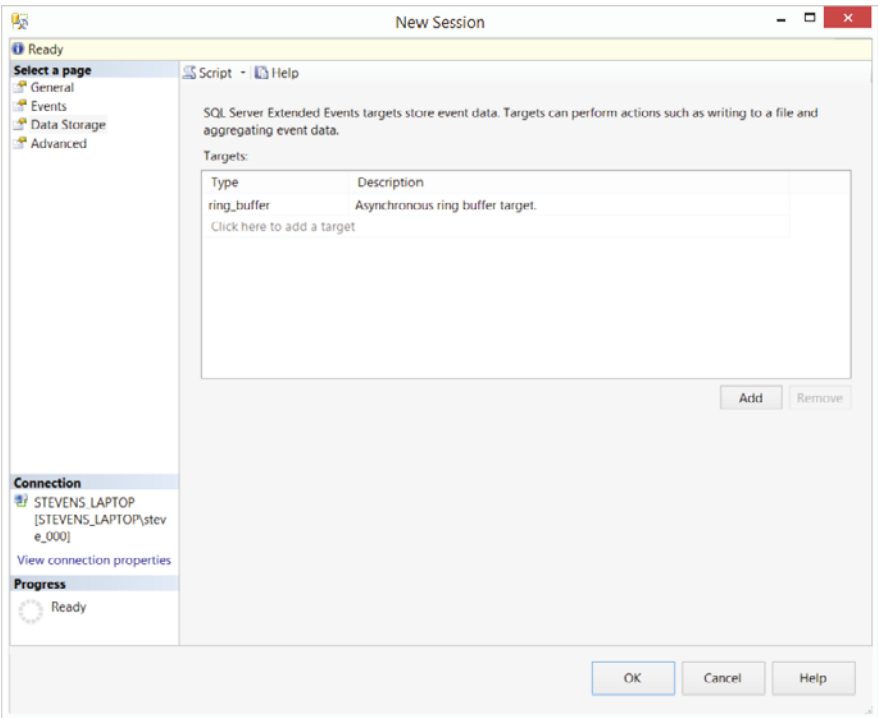 New Session
Ready
Select a page
General
Events
Data Storage
Advanced
Script
Help
SQL Server Extended Events targets store event data. Targets can perform actions such as writing to a file and
aggregating event data.
Targets:
Type Description
ring_buffer Asynchronous ring buffer target.
Click here to add a target
Add Remove
Connection
STEVENS_LAPTOP
[STEVENS_LAPTOP\stev
e_000]
View connection properties
Progress
Ready
OK Cancel Help